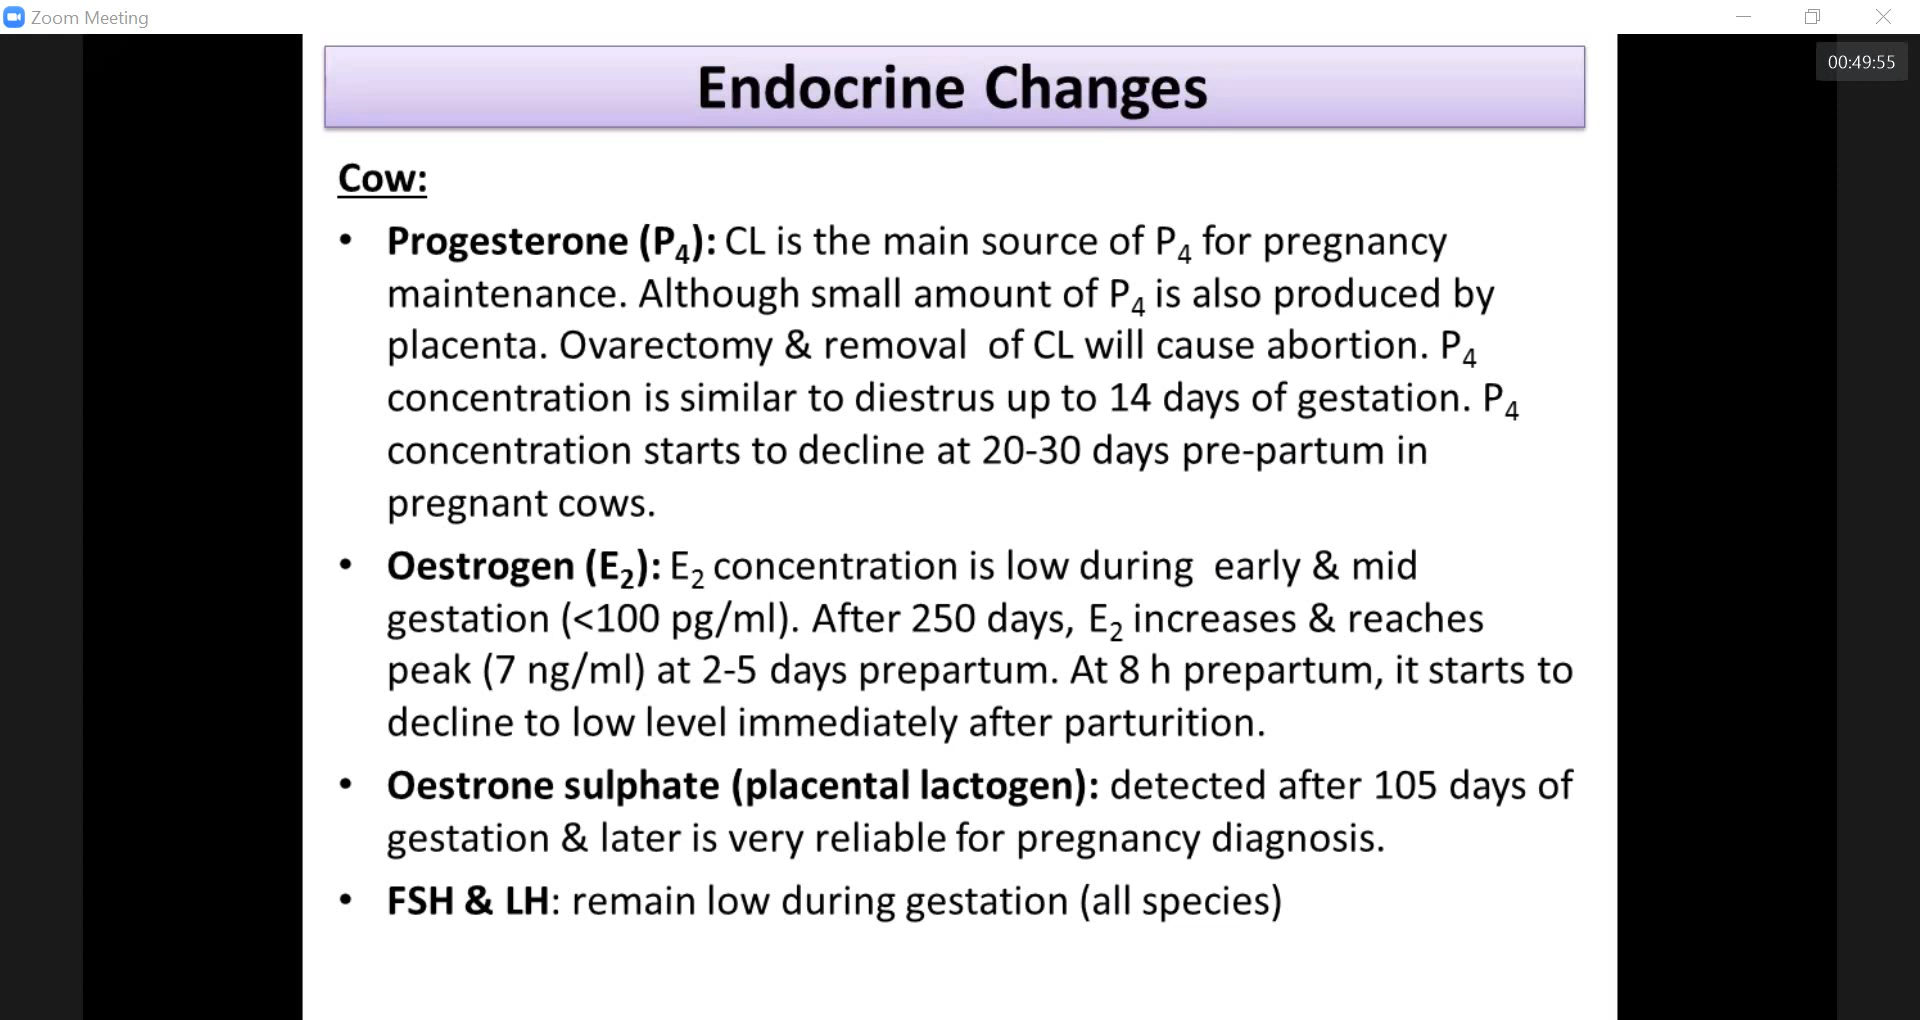 Zoom Meeting
00:49:55
Endocrine Changes
Cow:
• Progesterone (P4): CL is the main source of P4 for pregnancy
maintenance. Although small amount of P4 is also produced by
placenta. Ovarectomy & removal of CL will cause abortion. P4
concentration is similar to diestrus up to 14 days of gestation. P4
concentration starts to decline at 20-30 days pre-partum in
pregnant cows.
• Oestrogen (E2): E2 concentration is low during early & mid
gestation (<100 pg/ml). After 250 days, E2 increases & reaches
peak (7 ng/ml) at 2-5 days prepartum. At 8 h prepartum, it starts to
decline to low level immediately after parturition.
• Oestrone sulphate (placental lactogen): detected after 105 days of
gestation & later is very reliable for pregnancy diagnosis.
• FSH & LH: remain low during gestation (all species)